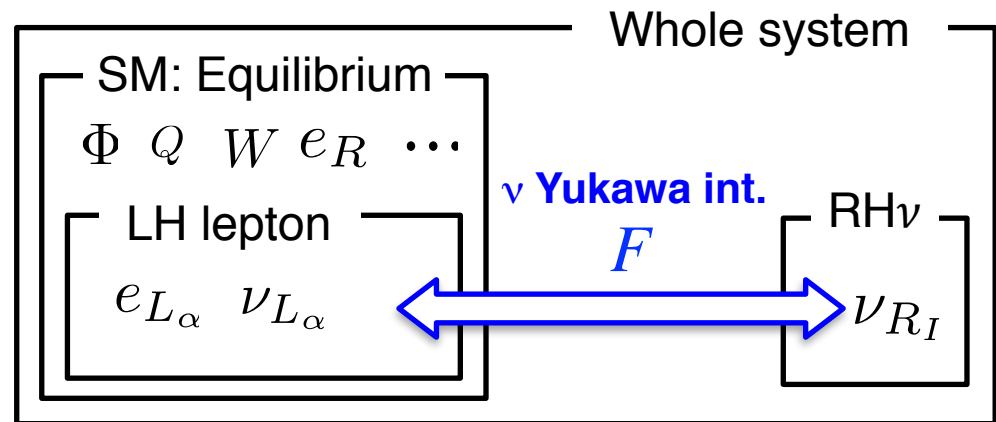 Whole system
SM: Equilibrium
Φ Q W e_R ⋯
ν Yukawa int.
F
LH lepton
RHν
e_{L_α} ν_{L_α}
ν_{R_I}